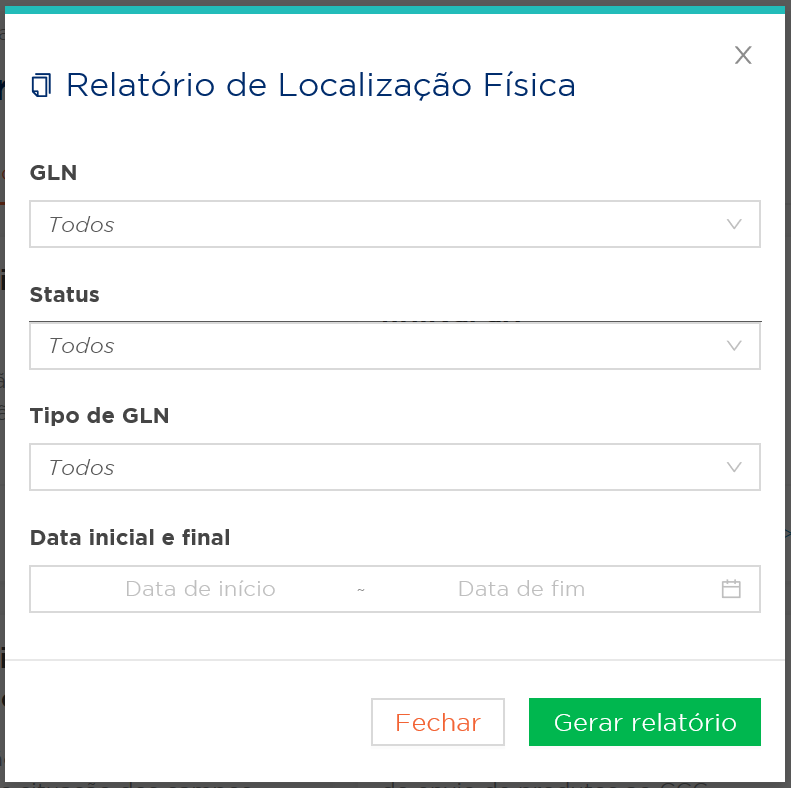 Relatório de Localização Física
GLN
Todos
Status
Todos
Tipo de GLN
Todos
Data inicial e final
Data de início ~ Data de fim
Fechar Gerar relatório